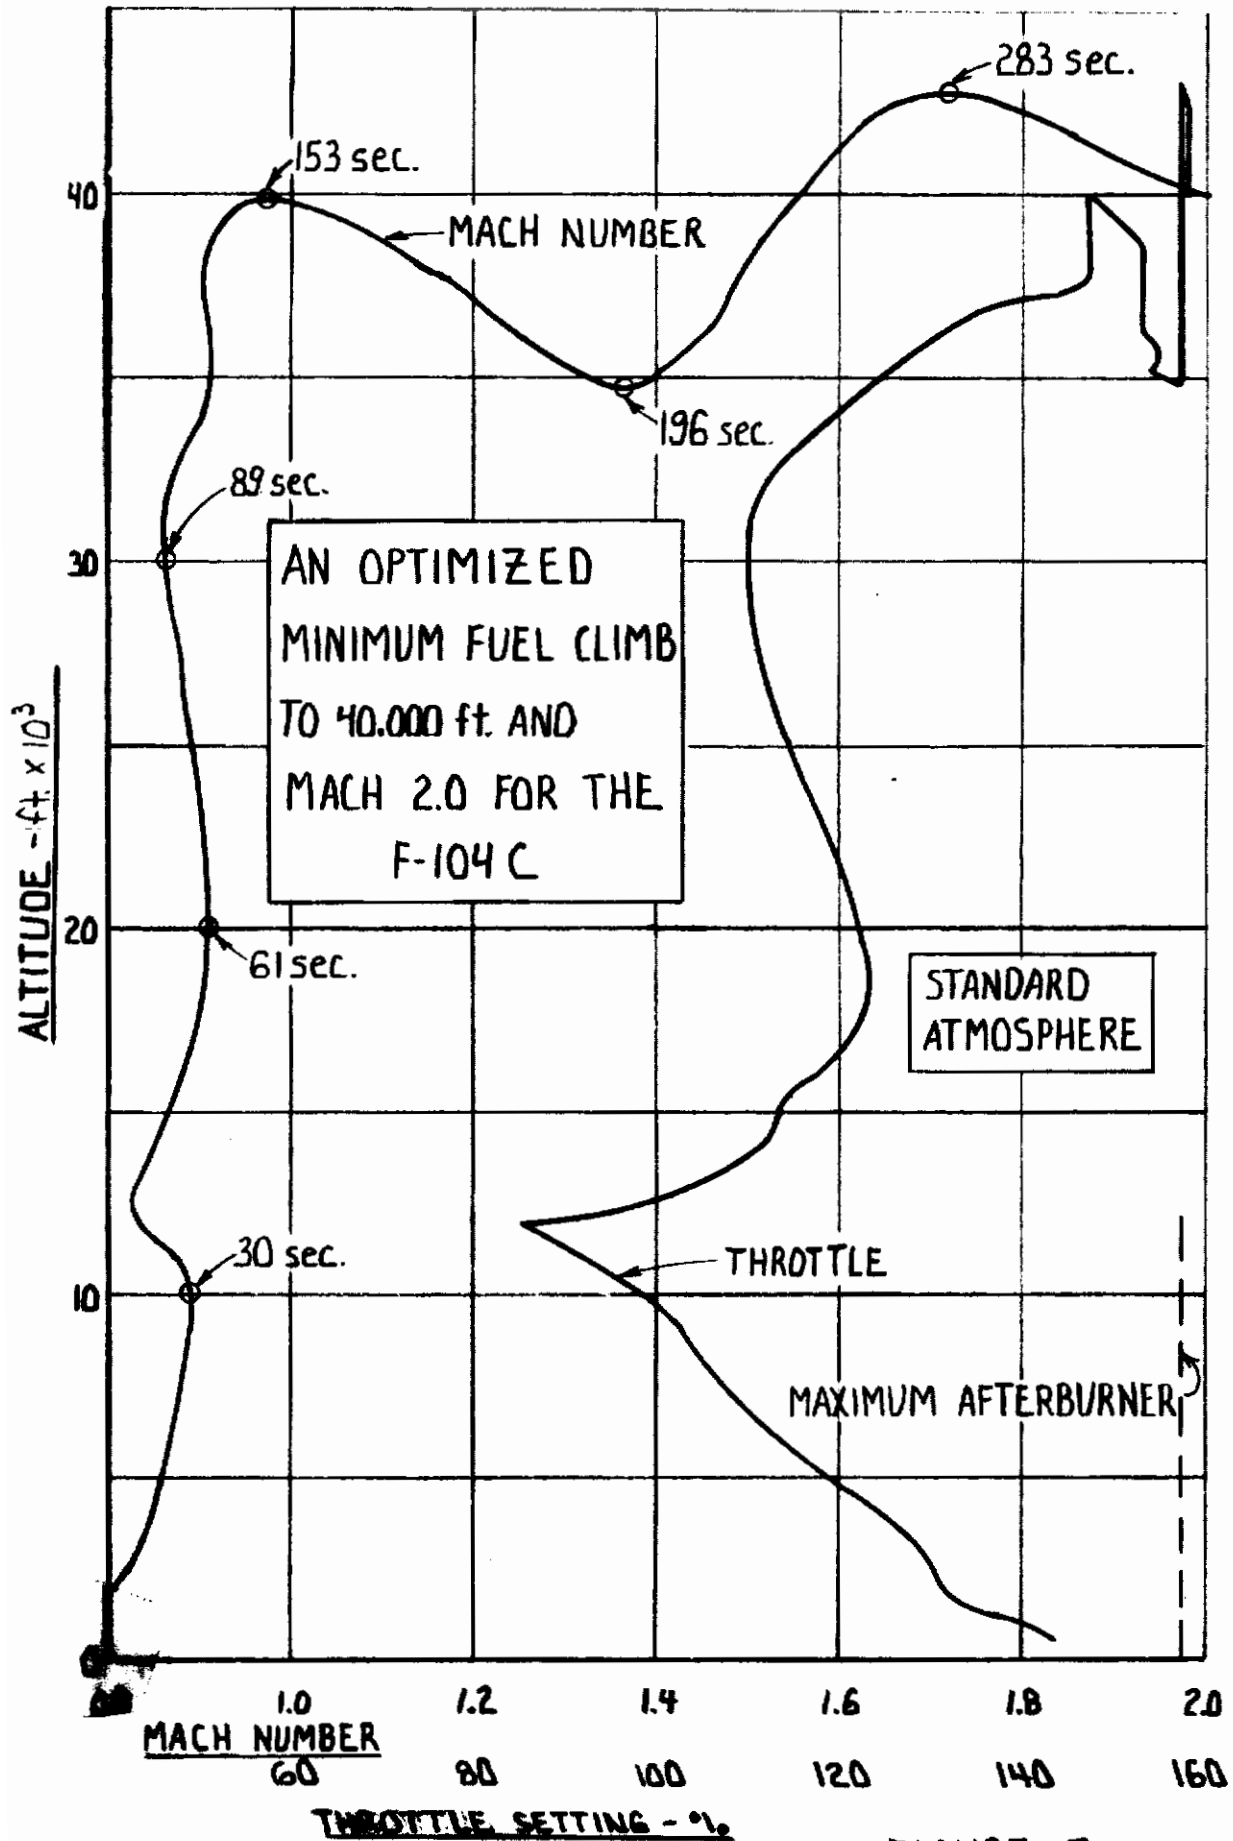 283 sec.
153 sec.
40
MACH NUMBER
196 sec.
89 sec.
30
AN OPTIMIZED
MINIMUM FUEL CLIMB
TO 40.000 ft. AND
MACH 2.0 FOR THE
F-104 C
ALTITUDE - ft. x 10³
20
61 sec.
STANDARD
ATMOSPHERE
30 sec.
10
THROTTLE
MAXIMUM AFTERBURNER
0
1.0 1.2 1.4 1.6 1.8 2.0
MACH NUMBER
60 80 100 120 140 160
THROTTLE SETTING - %